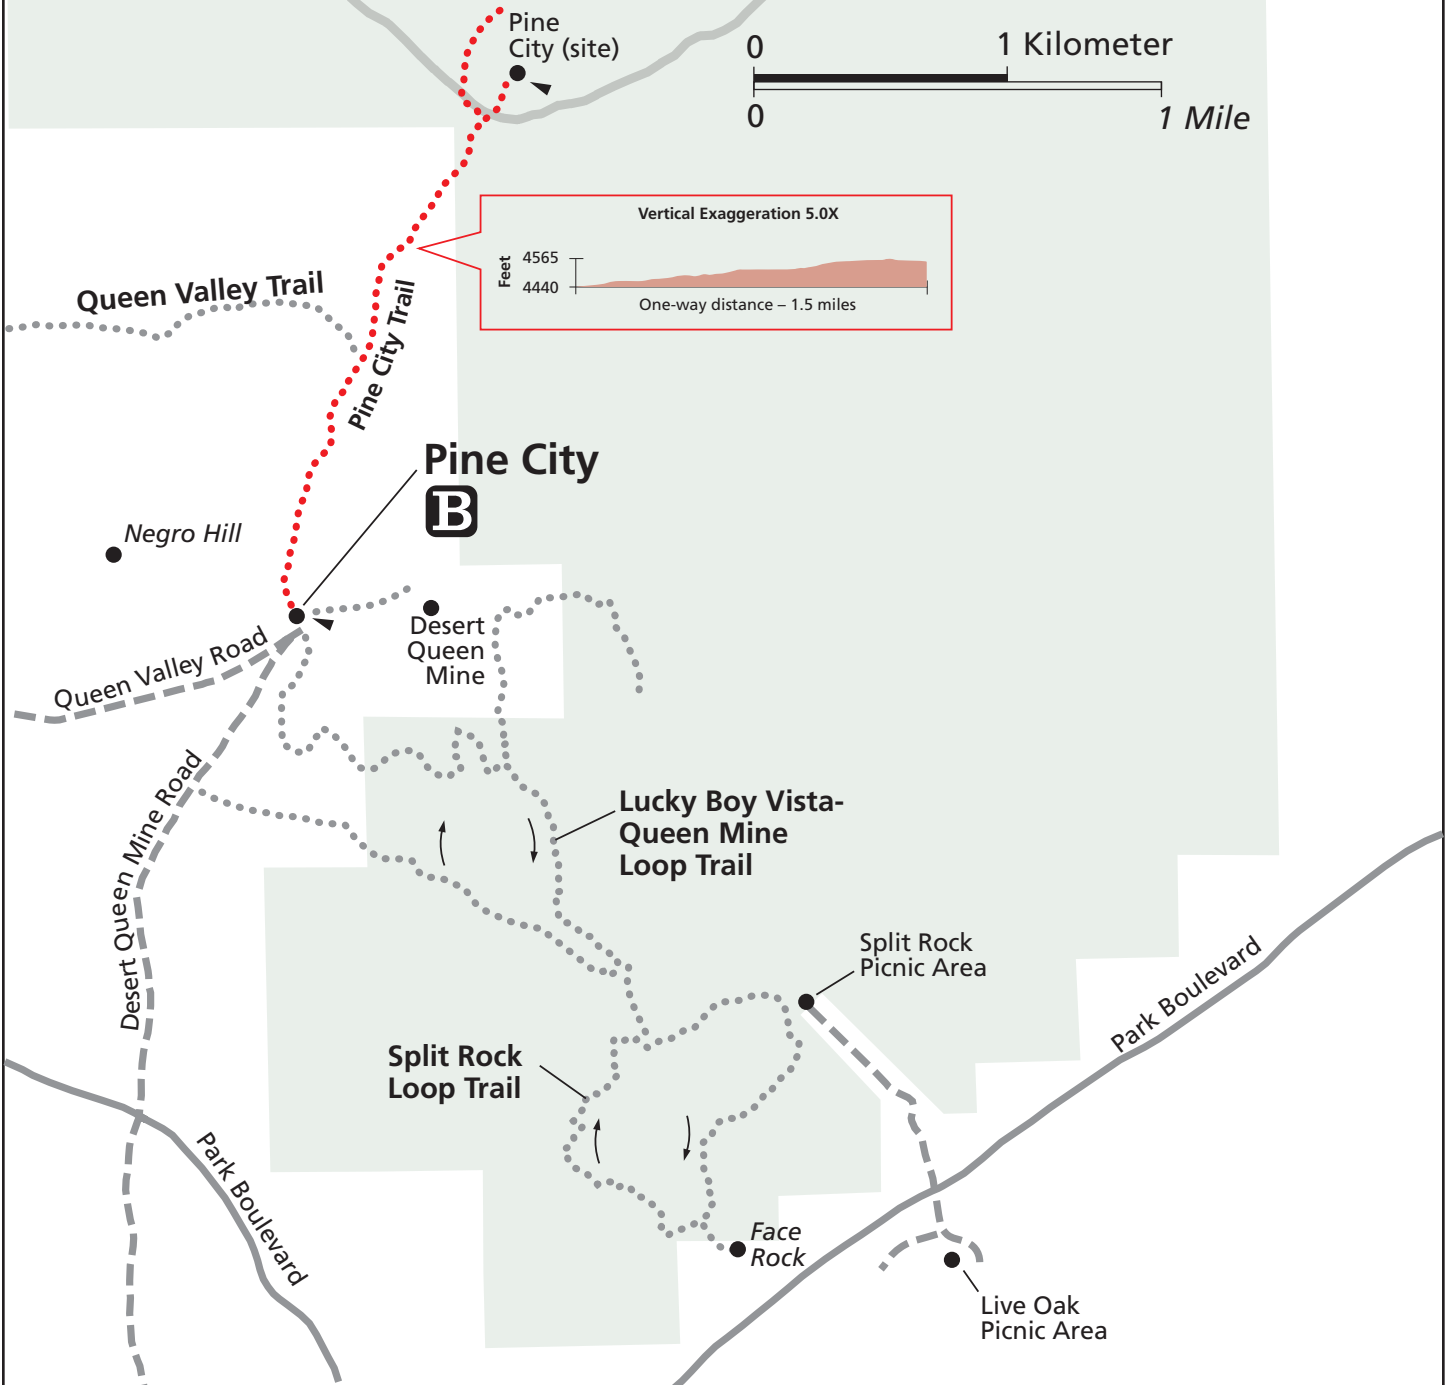 Pine
City (site)
0
1 Kilometer
0
1 Mile
Vertical Exaggeration 5.0X
Feet
4565
4440
One-way distance – 1.5 miles
Queen Valley Trail
Pine City Trail
Pine City
B
Negro Hill
Desert
Queen
Mine
Queen Valley Road
Desert Queen Mine Road
Lucky Boy Vista-
Queen Mine
Loop Trail
Split Rock
Picnic Area
Park Boulevard
Split Rock
Loop Trail
Park Boulevard
Face
Rock
Live Oak
Picnic Area